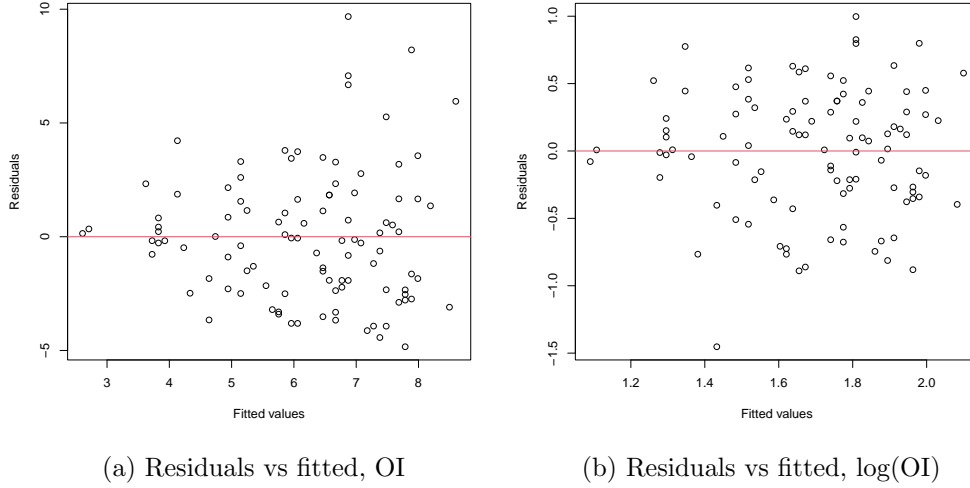 10
5
0
−5
Residuals
3 4 5 6 7 8
Fitted values
1.0
0.5
0.0
−0.5
−1.0
−1.5
Residuals
1.2 1.4 1.6 1.8 2.0
Fitted values
(a) Residuals vs fitted, OI
(b) Residuals vs fitted, log(OI)